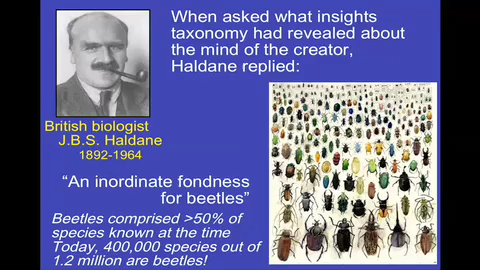 When asked what insights
taxonomy had revealed about
the mind of the creator,
Haldane replied:
British biologist
J.B.S. Haldane
1892-1964
“An inordinate fondness
for beetles”
Beetles comprised >50% of
species known at the time
Today, 400,000 species out of
1.2 million are beetles!